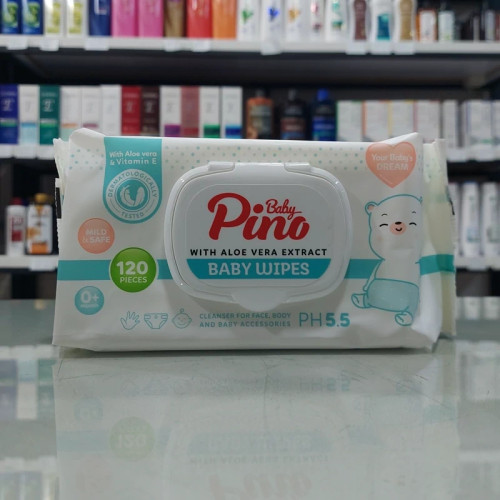 With Aloe vera
& Vitamin E
DERMATOLOGICALLY
TESTED
Your Baby's
DREAM
MILD
& SAFE
120
PIECES
0+
Baby
Pino
WITH ALOE VERA EXTRACT
BABY WIPES
CLEANSER FOR FACE, BODY
AND BABY ACCESSORIES
PH 5.5